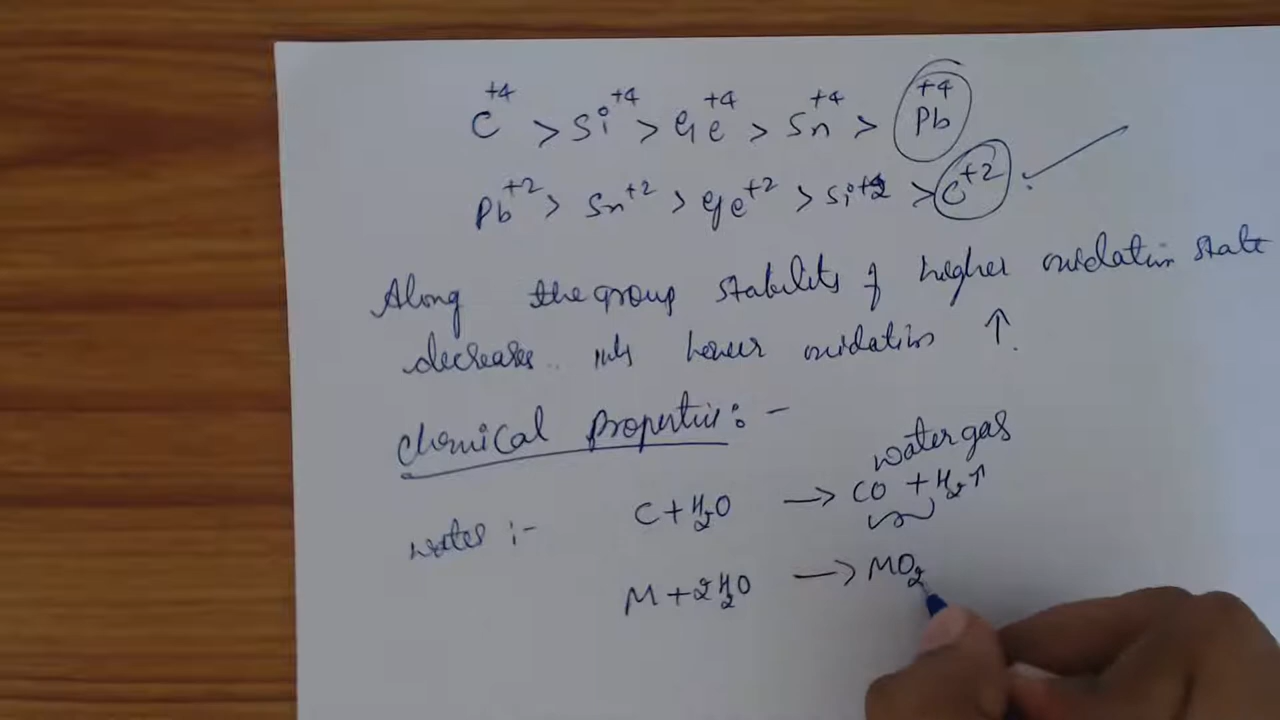 C+4 > Si+4 > Ge+4 > Sn+4 > Pb+4
Pb+2 > Sn+2 > Ge+2 > Si+2 > C+2
Along the group stability of higher oxidation state
decreases lower oxidation ↑.
Chemical Properties:-
water gas
water :- C + H2O → CO + H2↑
M + 2H2O → MO2